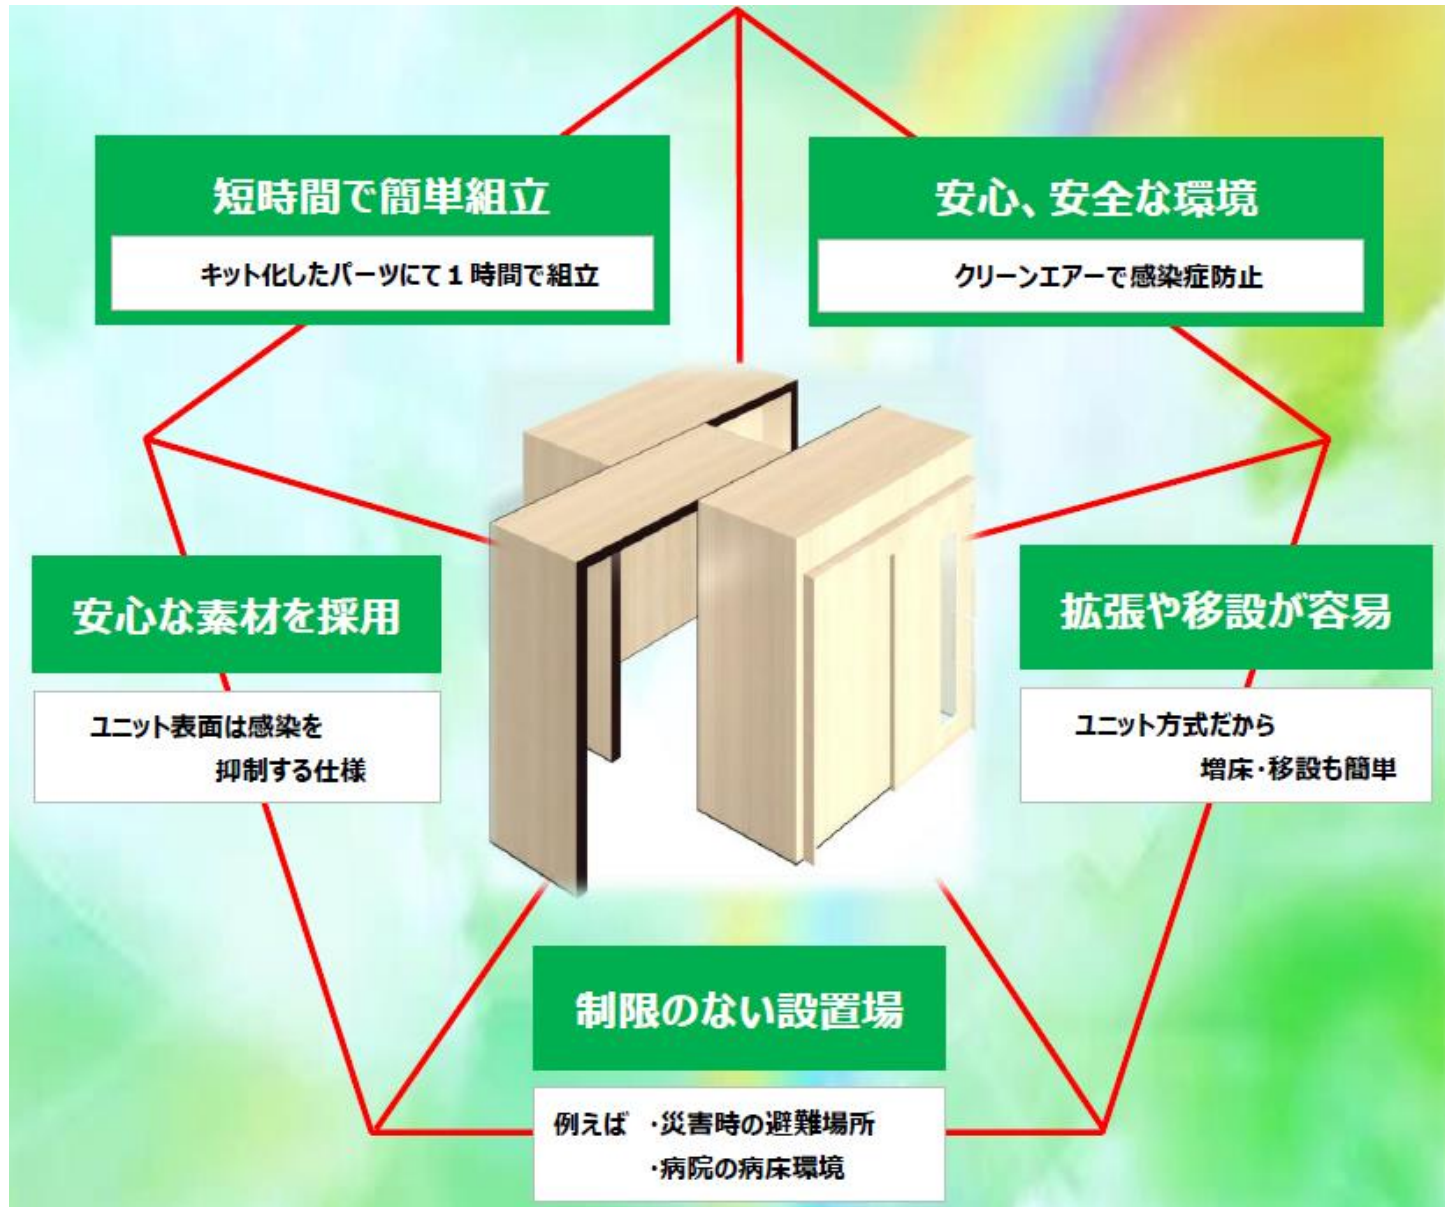 短時間で簡単組立
キット化したパーツにて１時間で組立
安心、安全な環境
クリーンエアーで感染症防止
安心な素材を採用
ユニット表面は感染を
抑制する仕様
拡張や移設が容易
ユニット方式だから
増床・移設も簡単
制限のない設置場
例えば ・災害時の避難場所
・病院の病床環境